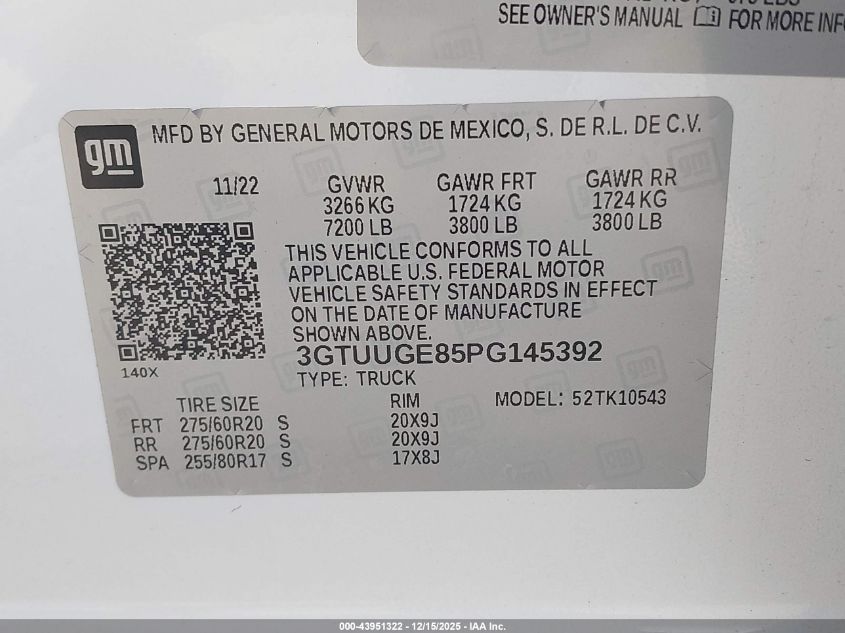 SEE OWNER'S MANUAL FOR MORE INFO
gm
MFD BY GENERAL MOTORS DE MEXICO, S. DE R.L. DE C.V.
11/22 GVWR GAWR FRT GAWR RR
3266 KG 1724 KG 1724 KG
7200 LB 3800 LB 3800 LB
THIS VEHICLE CONFORMS TO ALL
APPLICABLE U.S. FEDERAL MOTOR
VEHICLE SAFETY STANDARDS IN EFFECT
ON THE DATE OF MANUFACTURE
SHOWN ABOVE.
3GTUUGE85PG145392
140X
TYPE: TRUCK
TIRE SIZE RIM MODEL: 52TK10543
FRT 275/60R20 S 20X9J
RR 275/60R20 S 20X9J
SPA 255/80R17 S 17X8J
000-43951322 - 12/15/2025 - IAA Inc.